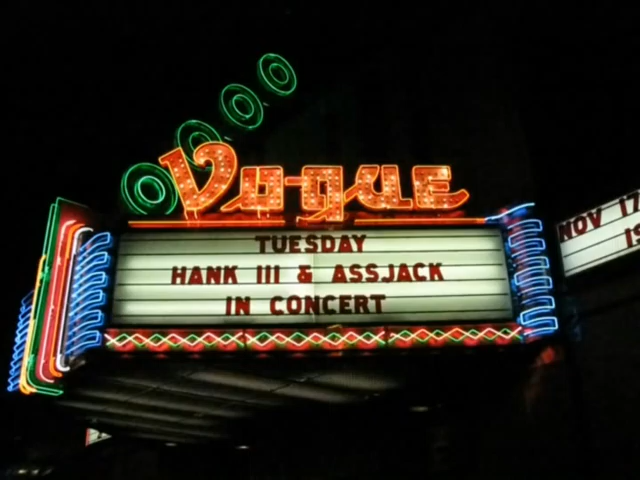 Vogue
TUESDAY
HANK III & ASSJACK
IN CONCERT
NOV 17